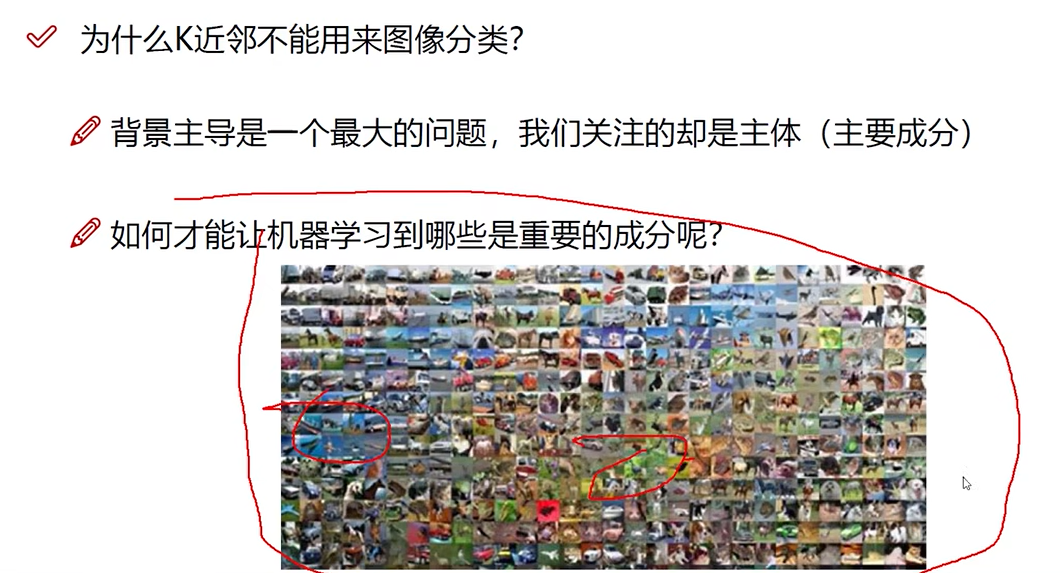 为什么K近邻不能用来图像分类？
背景主导是一个最大的问题，我们关注的却是主体（主要成分）
如何才能让机器学习到哪些是重要的成分呢？